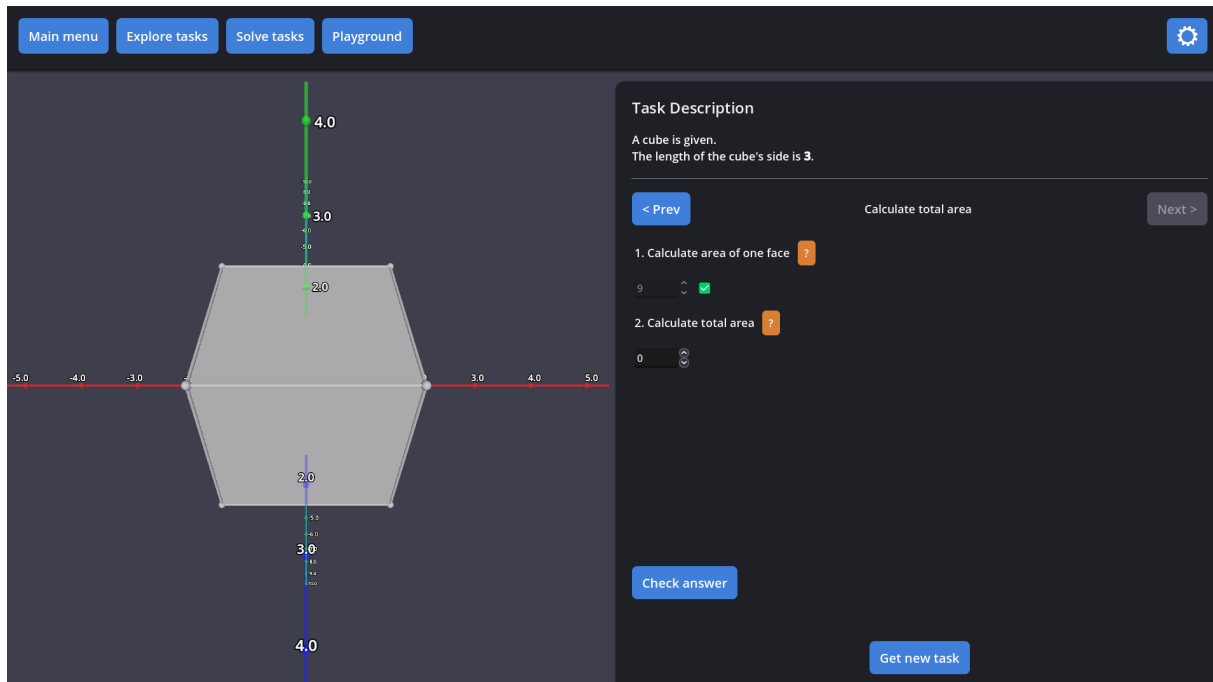 Main menu
Explore tasks
Solve tasks
Playground
4.0
3.0
2.0
-5.0
-4.0
-3.0
3.0
4.0
5.0
2.0
3.0
4.0
Task Description
A cube is given.
The length of the cube's side is 3.
< Prev
Calculate total area
Next >
1. Calculate area of one face ?
9
2. Calculate total area ?
0
Check answer
Get new task